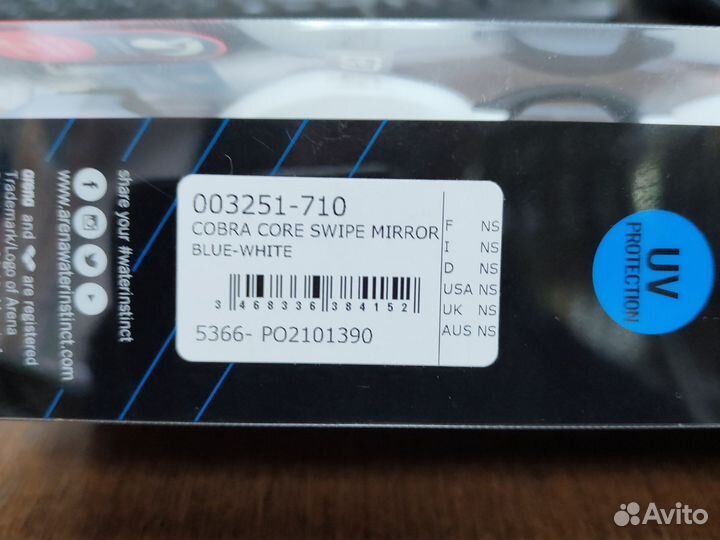 003251-710
COBRA CORE SWIPE MIRROR
BLUE-WHITE
3 468336 384152
5366- PO2101390
F NS
I NS
D NS
USA NS
UK NS
AUS NS
UV
PROTECTION
share your #waterinstinct
www.arenawaterinstinct.com
arena and are registered
Trademark/Logo of Arena
Avito